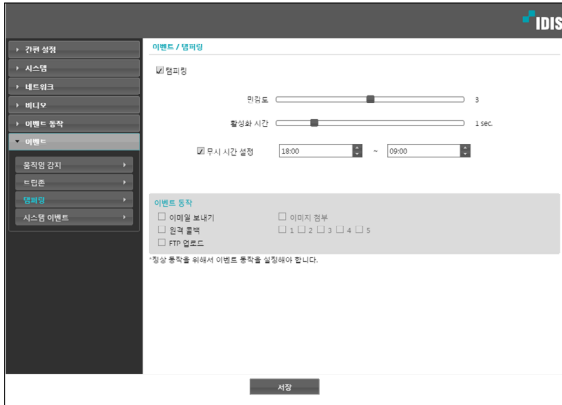 IDIS
간편 설정
시스템
네트워크
비디오
이벤트 동작
이벤트
움직임 감지
트립존
탬퍼링
시스템 이벤트
이벤트 / 탬퍼링
탬퍼링
민감도 3
활성화 시간 1 sec.
무시 시간 설정 18:00 ~ 09:00
이벤트 동작
이메일 보내기 이미지 첨부
원격 콜백 1 2 3 4 5
FTP 업로드
*정상 동작을 위해서 이벤트 동작을 설정해야 합니다.
저장